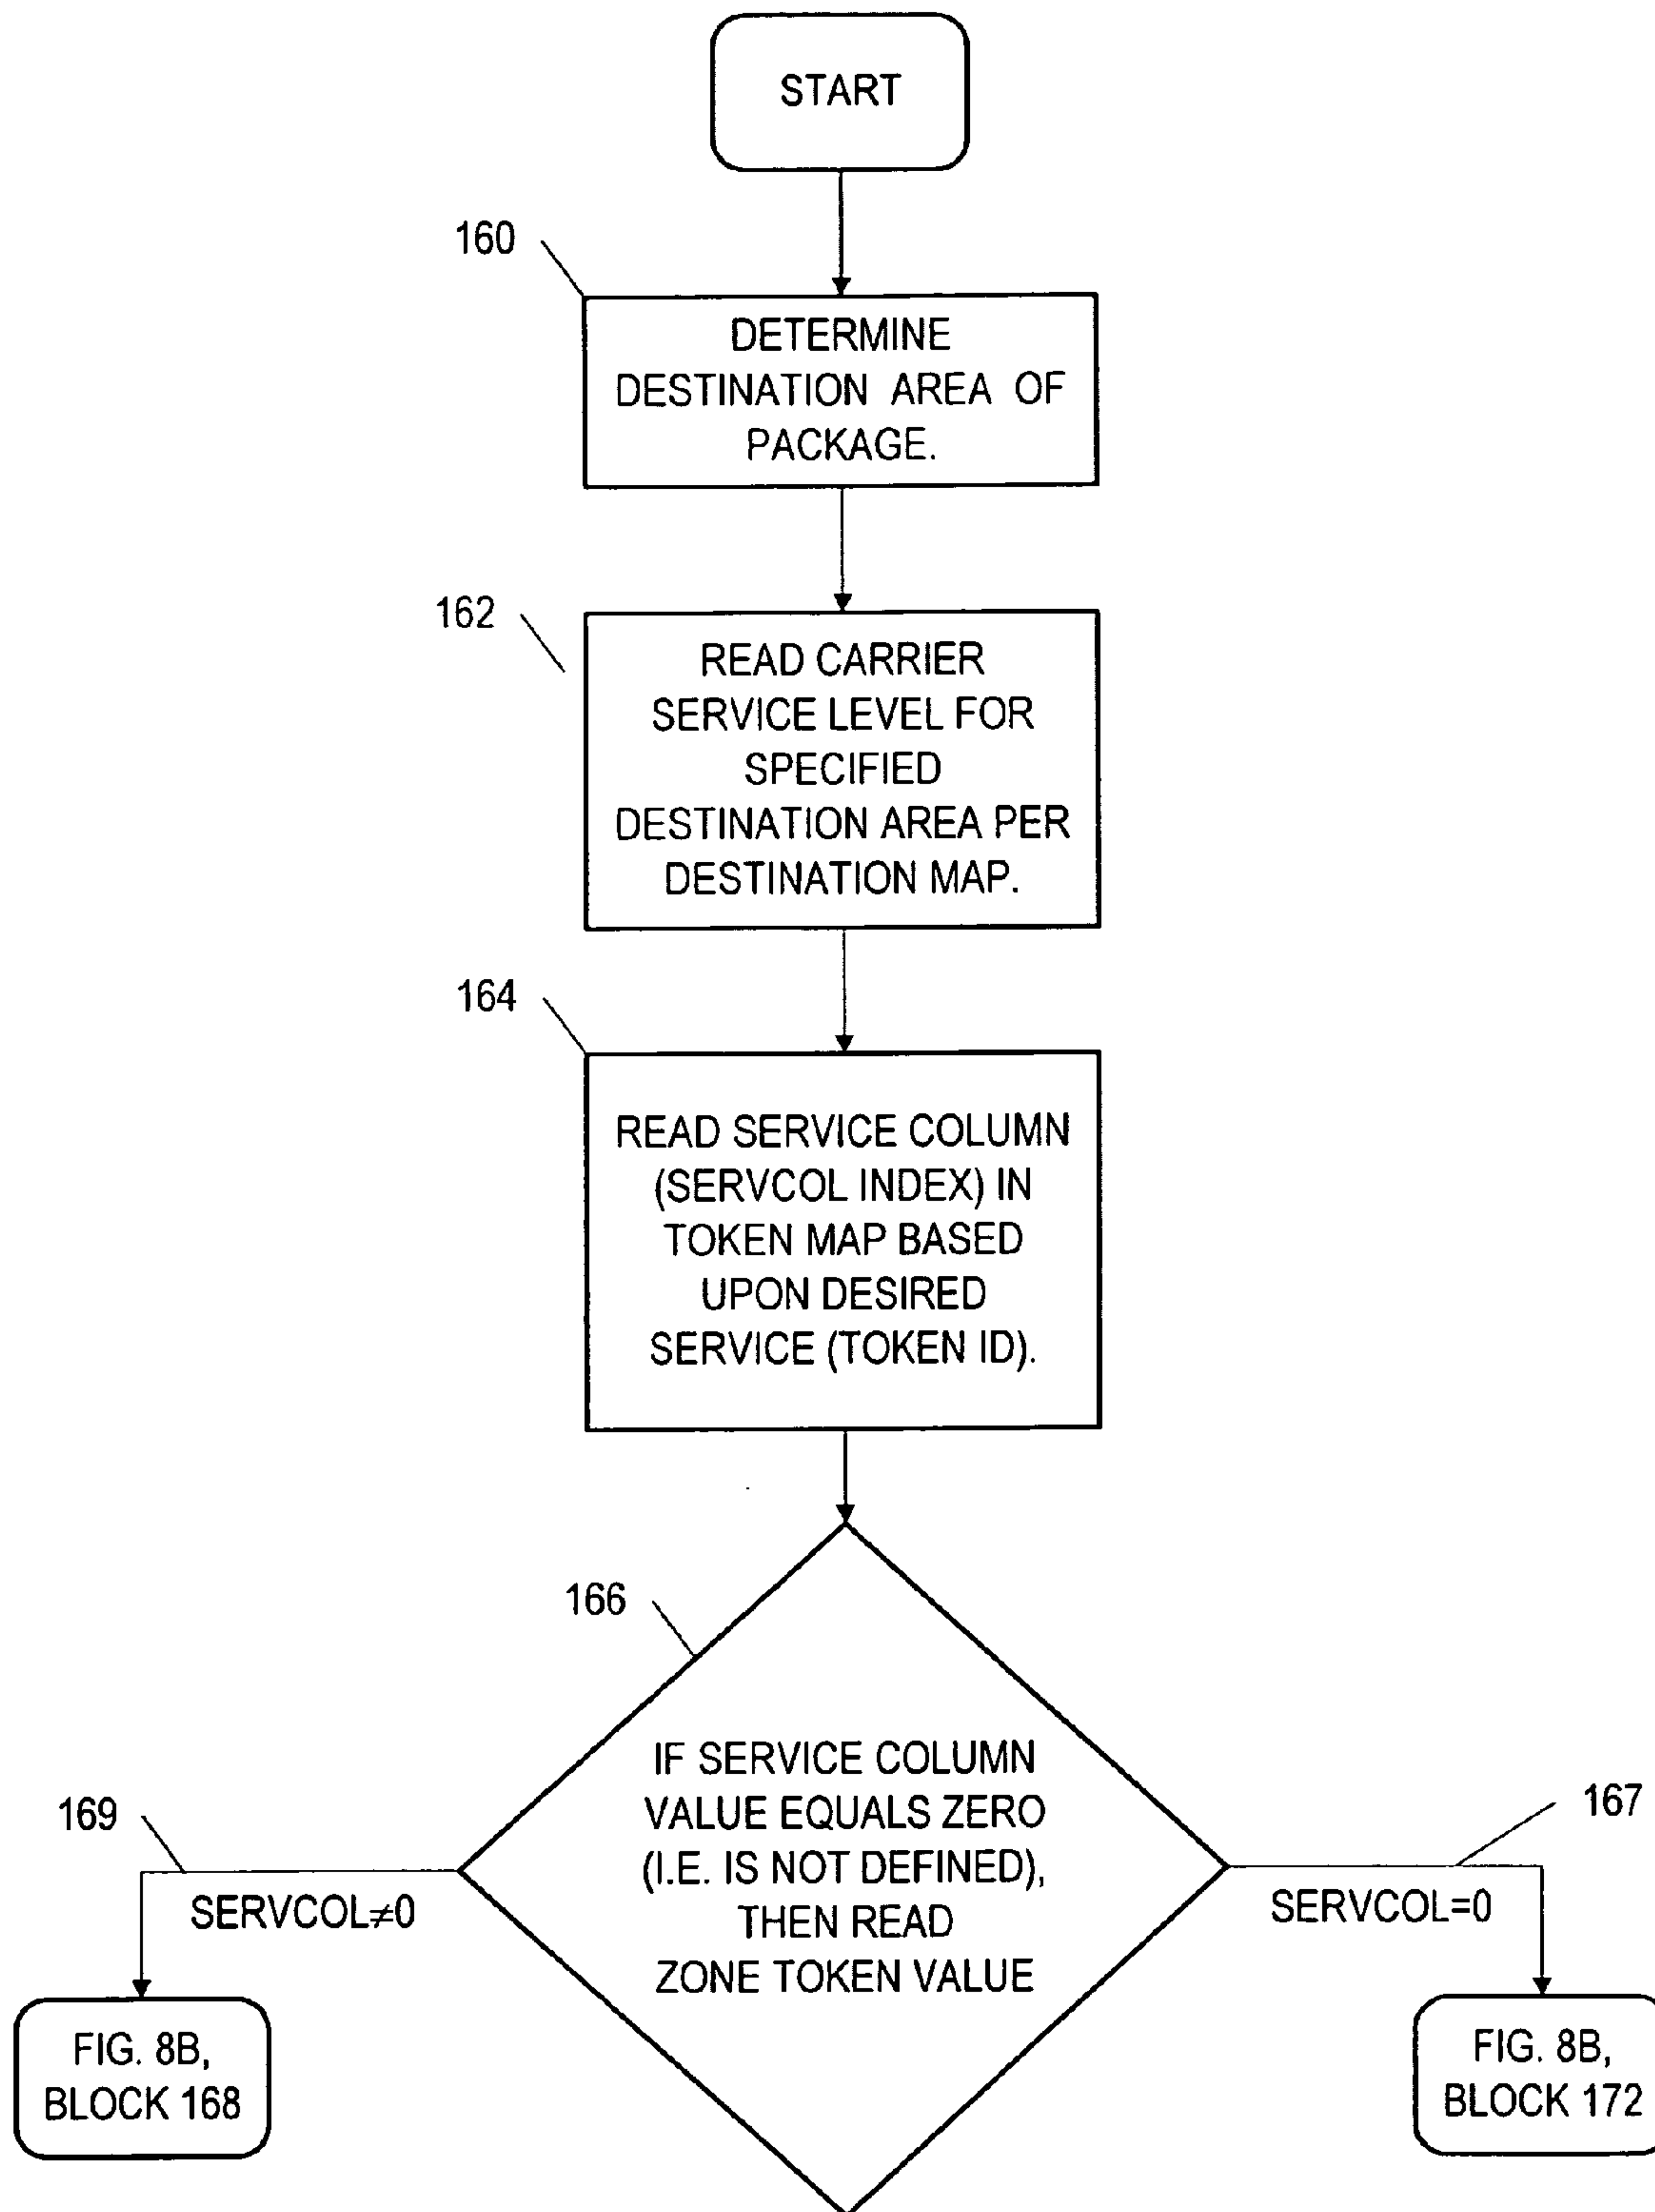 START
160
DETERMINE
DESTINATION AREA OF
PACKAGE.
162
READ CARRIER
SERVICE LEVEL FOR
SPECIFIED
DESTINATION AREA PER
DESTINATION MAP.
164
READ SERVICE COLUMN
(SERVCOL INDEX) IN
TOKEN MAP BASED
UPON DESIRED
SERVICE (TOKEN ID).
166
IF SERVICE COLUMN
VALUE EQUALS ZERO
(I.E. IS NOT DEFINED),
THEN READ
ZONE TOKEN VALUE
169
SERVCOL≠0
FIG. 8B,
BLOCK 168
167
SERVCOL=0
FIG. 8B,
BLOCK 172